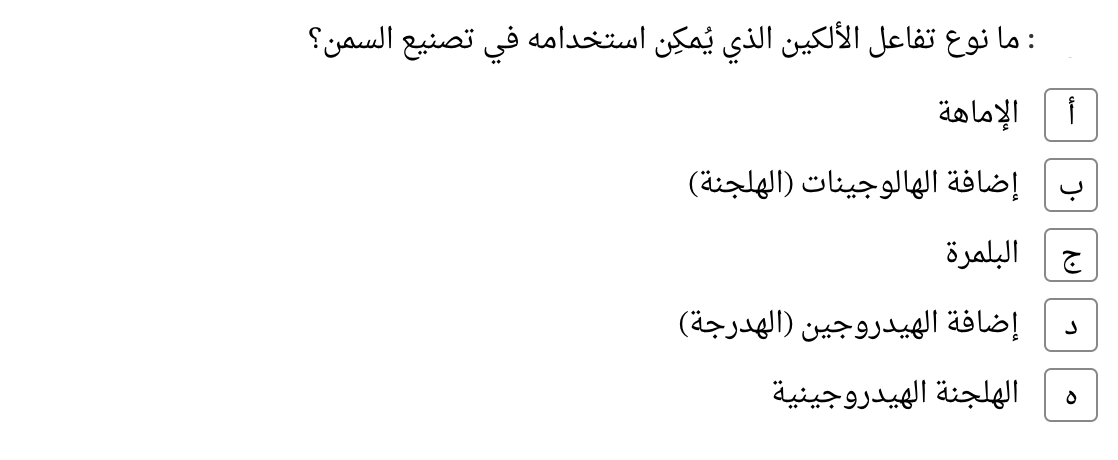 : ما نوع تفاعل الألكين الذي يُمكِن استخدامه في تصنيع السمن؟
أ الإماهة
ب إضافة الهالوجينات (الهلجنة)
ج البلمرة
د إضافة الهيدروجين (الهدرجة)
ه الهلجنة الهيدروجينية